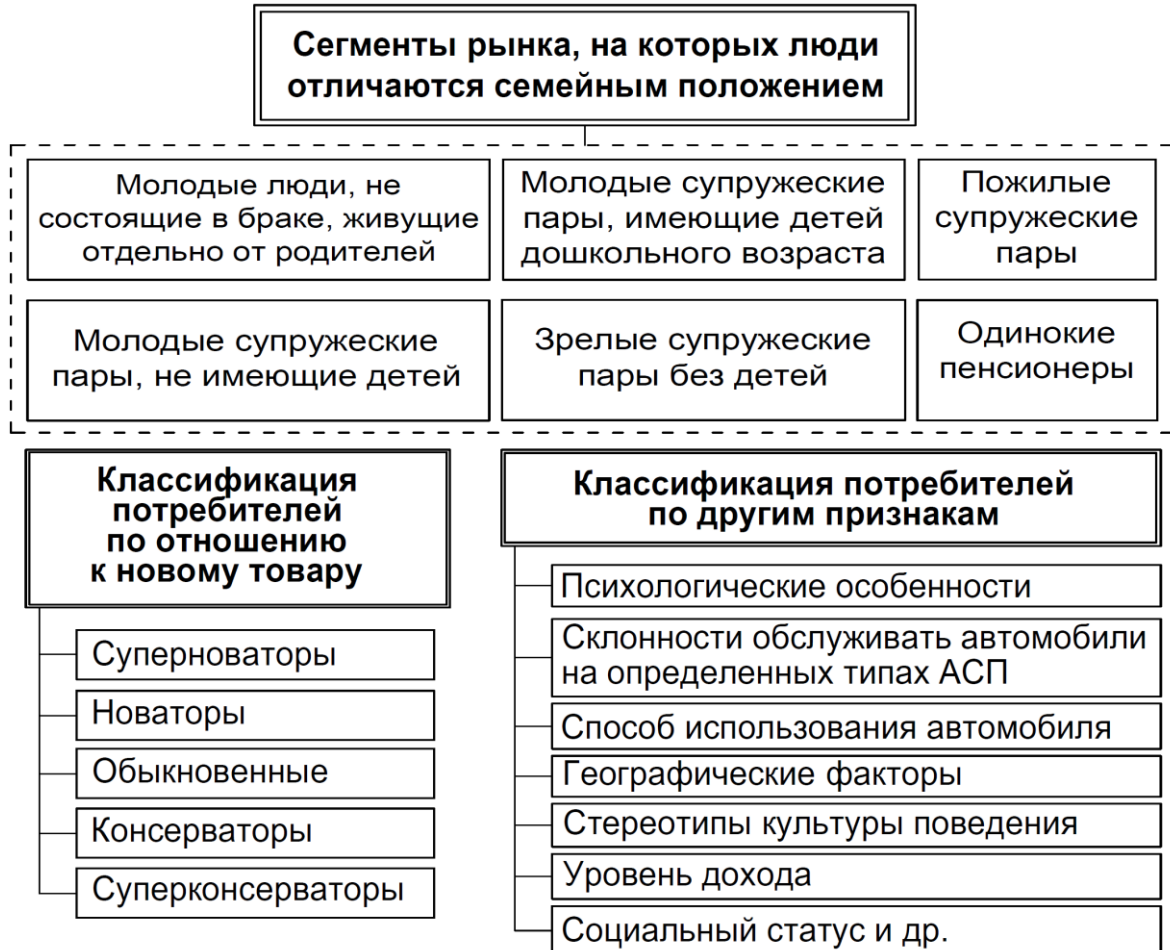 Сегменты рынка, на которых люди
отличаются семейным положением
Молодые люди, не
состоящие в браке, живущие
отдельно от родителей
Молодые супружеские
пары, имеющие детей
дошкольного возраста
Пожилые
супружеские
пары
Молодые супружеские
пары, не имеющие детей
Зрелые супружеские
пары без детей
Одинокие
пенсионеры
Классификация
потребителей
по отношению
к новому товару
Суперноваторы
Новаторы
Обыкновенные
Консерваторы
Суперконсерваторы
Классификация потребителей
по другим признакам
Психологические особенности
Склонности обслуживать автомобили
на определенных типах АСП
Способ использования автомобиля
Географические факторы
Стереотипы культуры поведения
Уровень дохода
Социальный статус и др.